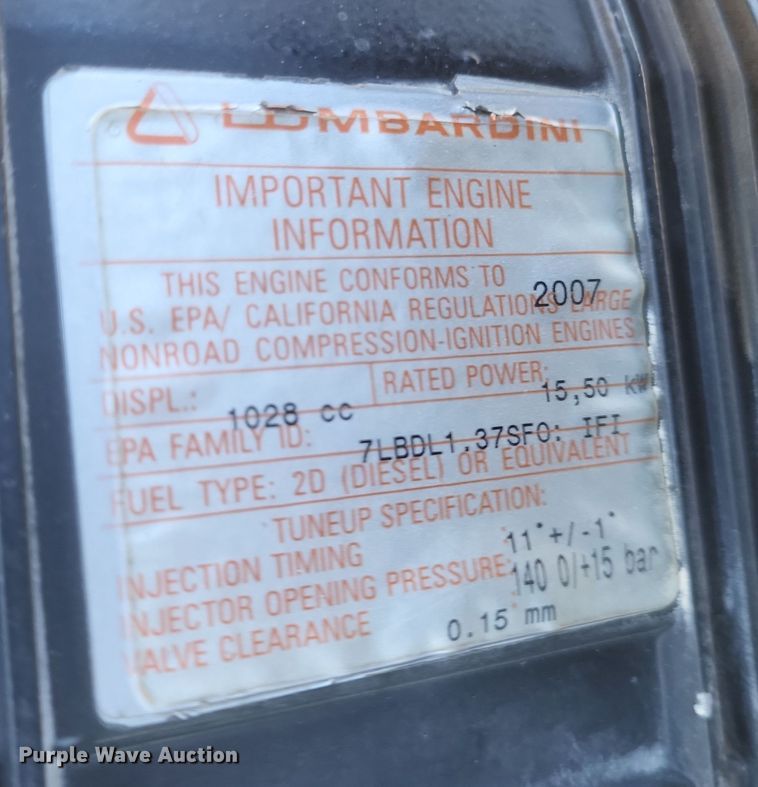 LOMBARDINI
IMPORTANT ENGINE
INFORMATION
THIS ENGINE CONFORMS TO 2007
U.S. EPA/ CALIFORNIA REGULATIONS LARGE
NONROAD COMPRESSION-IGNITION ENGINES
DISPL.: 1028 cc RATED POWER: 15,50 kW
EPA FAMILY ID: 7LBDL1.37SF0: IFI
FUEL TYPE: 2D (DIESEL) OR EQUIVALENT
TUNEUP SPECIFICATION:
INJECTION TIMING 11°+/-1°
INJECTOR OPENING PRESSURE: 140 0/+15 bar
VALVE CLEARANCE 0.15 mm
Purple Wave Auction